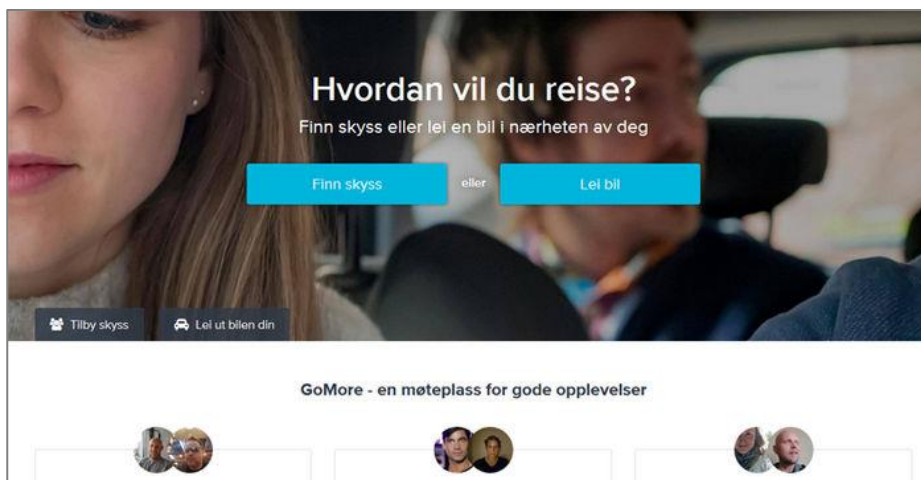 Hvordan vil du reise?
Finn skyss eller lei en bil i nærheten av deg
Finn skyss eller Lei bil
Tilby skyss Lei ut bilen din
GoMore - en møteplass for gode opplevelser